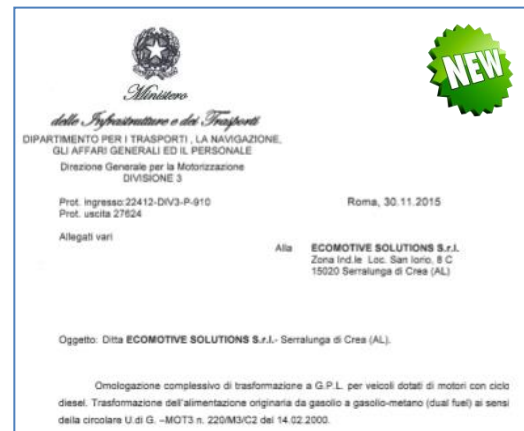 NEW
Ministero
delle Infrastrutture e dei Trasporti
DIPARTIMENTO PER I TRASPORTI , LA NAVIGAZIONE,
GLI AFFARI GENERALI ED IL PERSONALE
Direzione Generale per la Motorizzazione
DIVISIONE 3
Prot. ingresso:22412-DIV3-P-910
Prot. uscita 27624
Roma, 30.11.2015
Allegati vari
Alla ECOMOTIVE SOLUTIONS S.r.l.
Zona Ind.le Loc. San Iorio, 8 C
15020 Serralunga di Crea (AL)
Oggetto: Ditta ECOMOTIVE SOLUTIONS S.r.l.- Serralunga di Crea (AL).
Omologazione complessivo di trasformazione a G.P.L. per veicoli dotati di motori con ciclo
diesel. Trasformazione dell'alimentazione originaria da gasolio a gasolio-metano (dual fuel) ai sensi
della circolare U.di G. –MOT3 n. 220/M3/C2 del 14.02.2000.